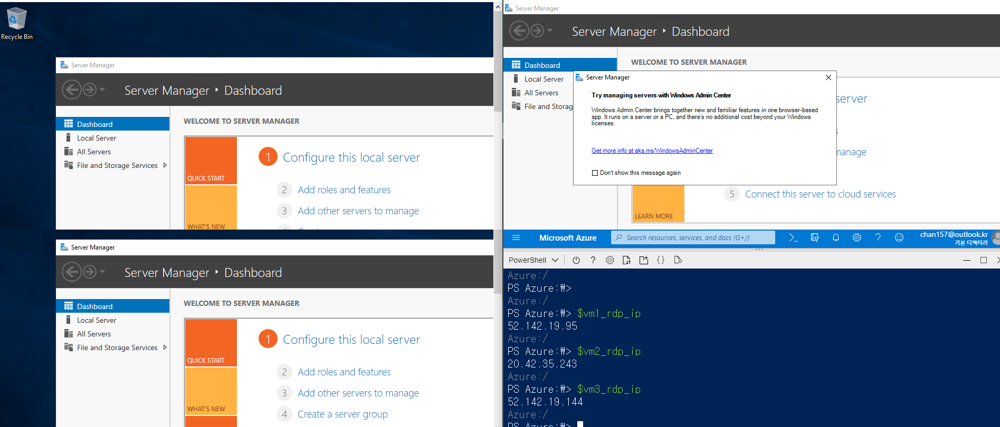 Recycle Bin
Server Manager
Server Manager ‣ Dashboard
Dashboard
Local Server
All Servers
File and Storage Services
WELCOME TO SERVER MANAGER
QUICK START
WHAT'S NEW
1 Configure this local server
2 Add roles and features
3 Add other servers to manage
Server Manager
Server Manager ‣ Dashboard
Dashboard
Local Server
All Servers
File and Storag
WELCOME TO SERVER MANAGER
server
manage
Server Manager
Try managing servers with Windows Admin Center
Windows Admin Center brings together new and familiar features in one browser-based
app. It runs on a server or a PC, and there's no additional cost beyond your Windows
licenses.
Get more info at aka.ms/WindowsAdminCenter
Don't show this message again
5 Connect this server to cloud services
LEARN MORE
Server Manager
Server Manager ‣ Dashboard
Dashboard
Local Server
All Servers
File and Storage Services
WELCOME TO SERVER MANAGER
QUICK START
WHAT'S NEW
1 Configure this local server
2 Add roles and features
3 Add other servers to manage
4 Create a server group
Microsoft Azure
Search resources, services, and docs (G+/)
chan157@outlook.kr
기본 디렉터리
PowerShell
Azure:/
PS Azure:₩>
Azure:/
PS Azure:₩> $vm1_rdp_ip
52.142.19.95
Azure:/
PS Azure:₩> $vm2_rdp_ip
20.42.35.243
Azure:/
PS Azure:₩> $vm3_rdp_ip
52.142.19.144
Azure:/
PS Azure:₩>